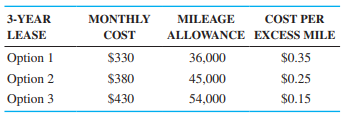 3-YEAR MONTHLY MILEAGE COST PER
LEASE COST ALLOWANCE EXCESS MILE
Option 1 $330 36,000 $0.35
Option 2 $380 45,000 $0.25
Option 3 $430 54,000 $0.15